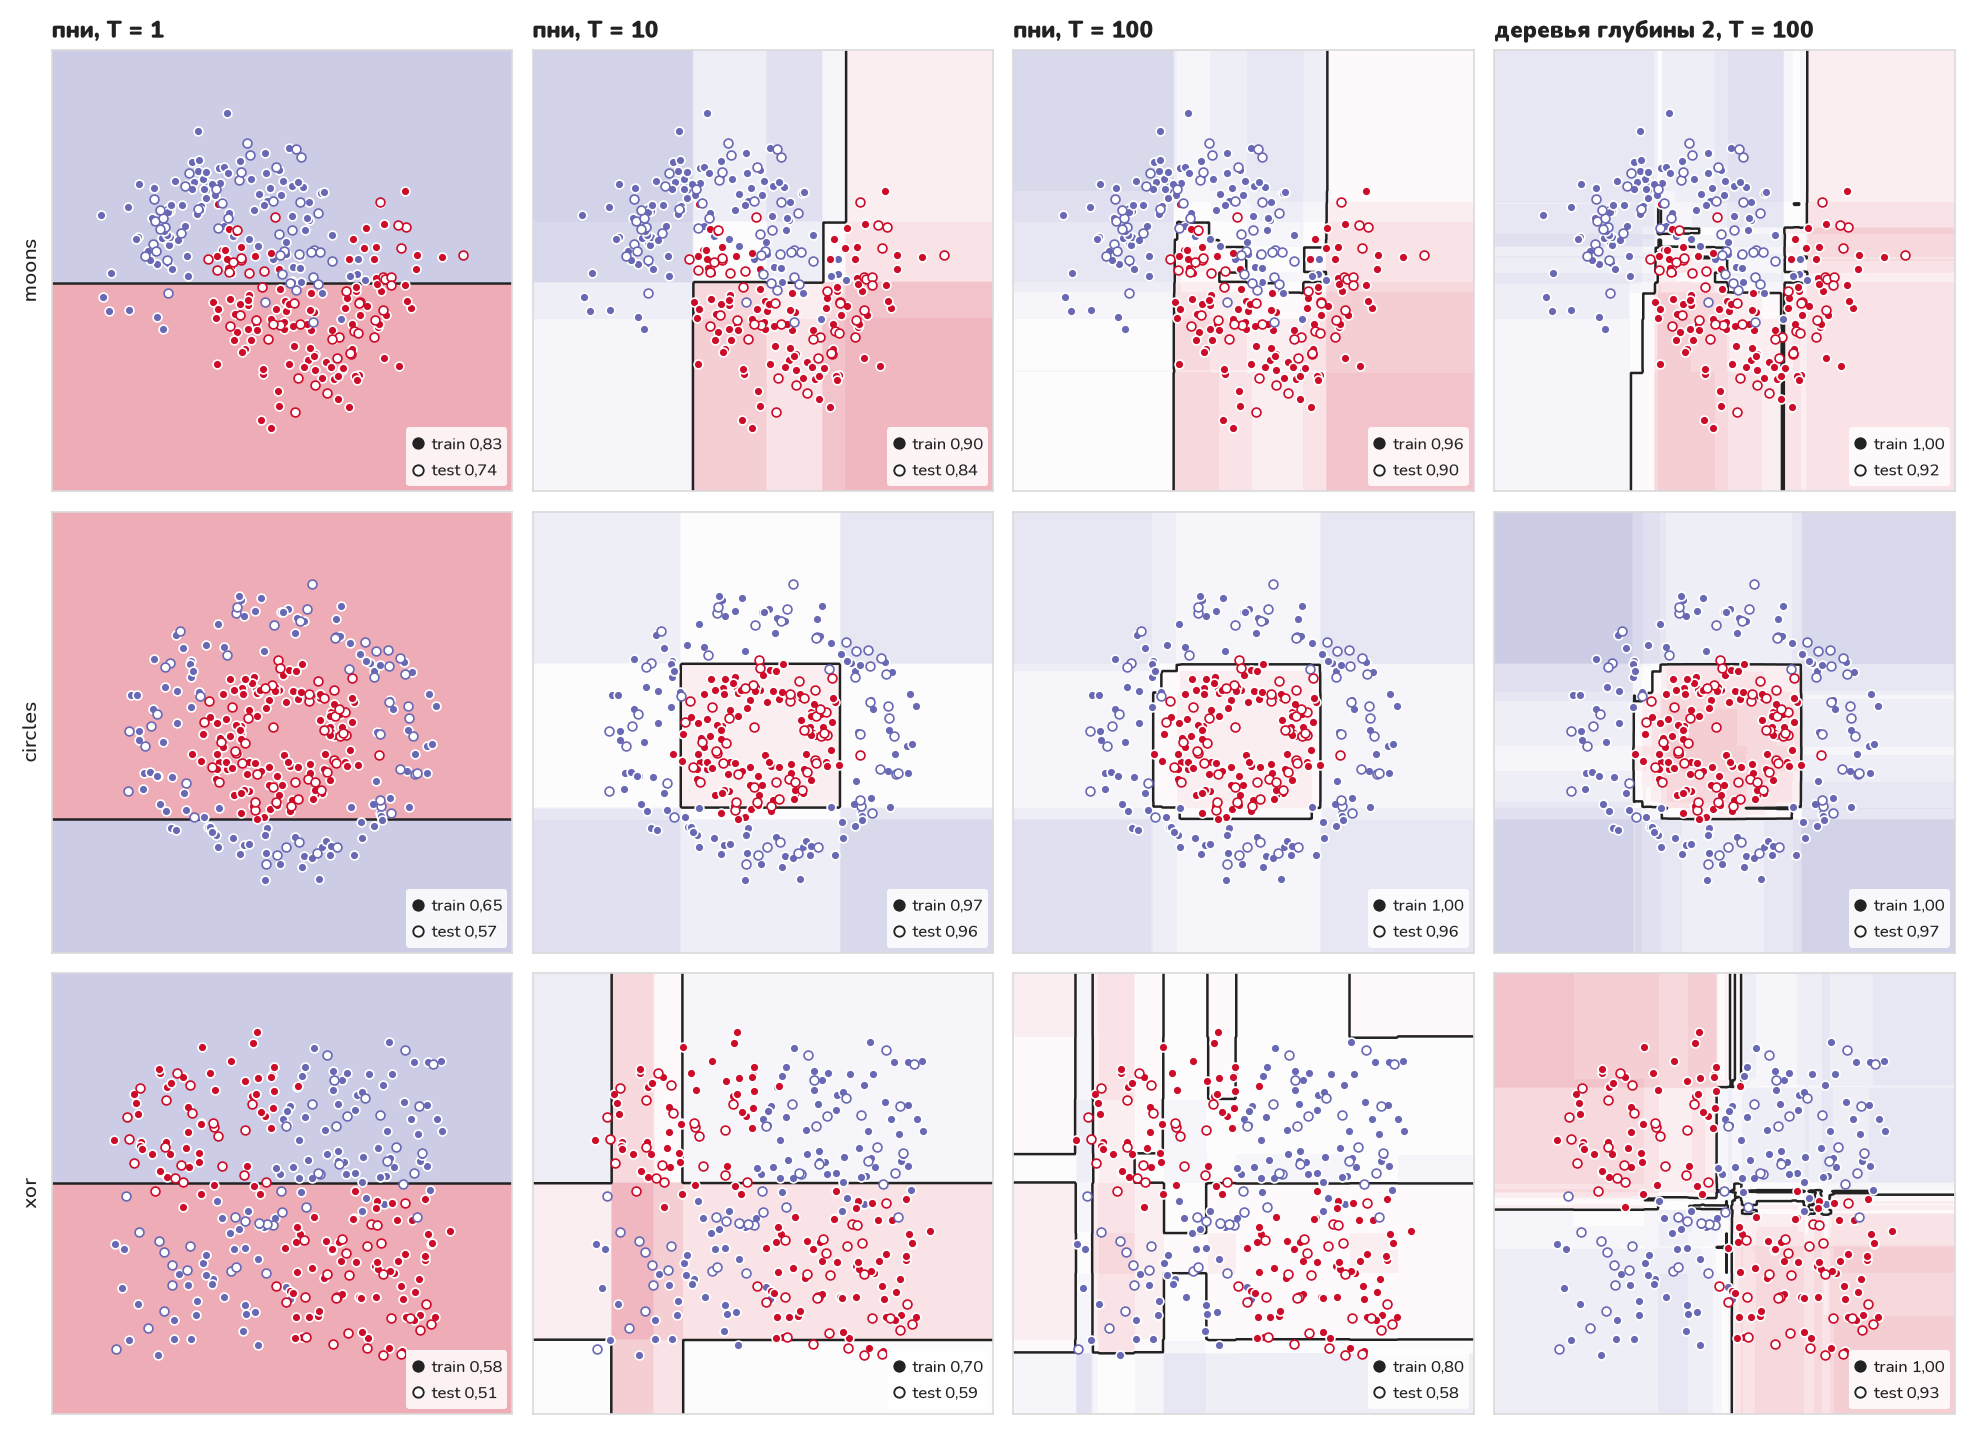 пни, T = 1
пни, T = 10
пни, T = 100
деревья глубины 2, T = 100
moons
train 0,83
test 0,74
train 0,90
test 0,84
train 0,96
test 0,90
train 1,00
test 0,92
circles
train 0,65
test 0,57
train 0,97
test 0,96
train 1,00
test 0,96
train 1,00
test 0,97
xor
train 0,58
test 0,51
train 0,70
test 0,59
train 0,80
test 0,58
train 1,00
test 0,93